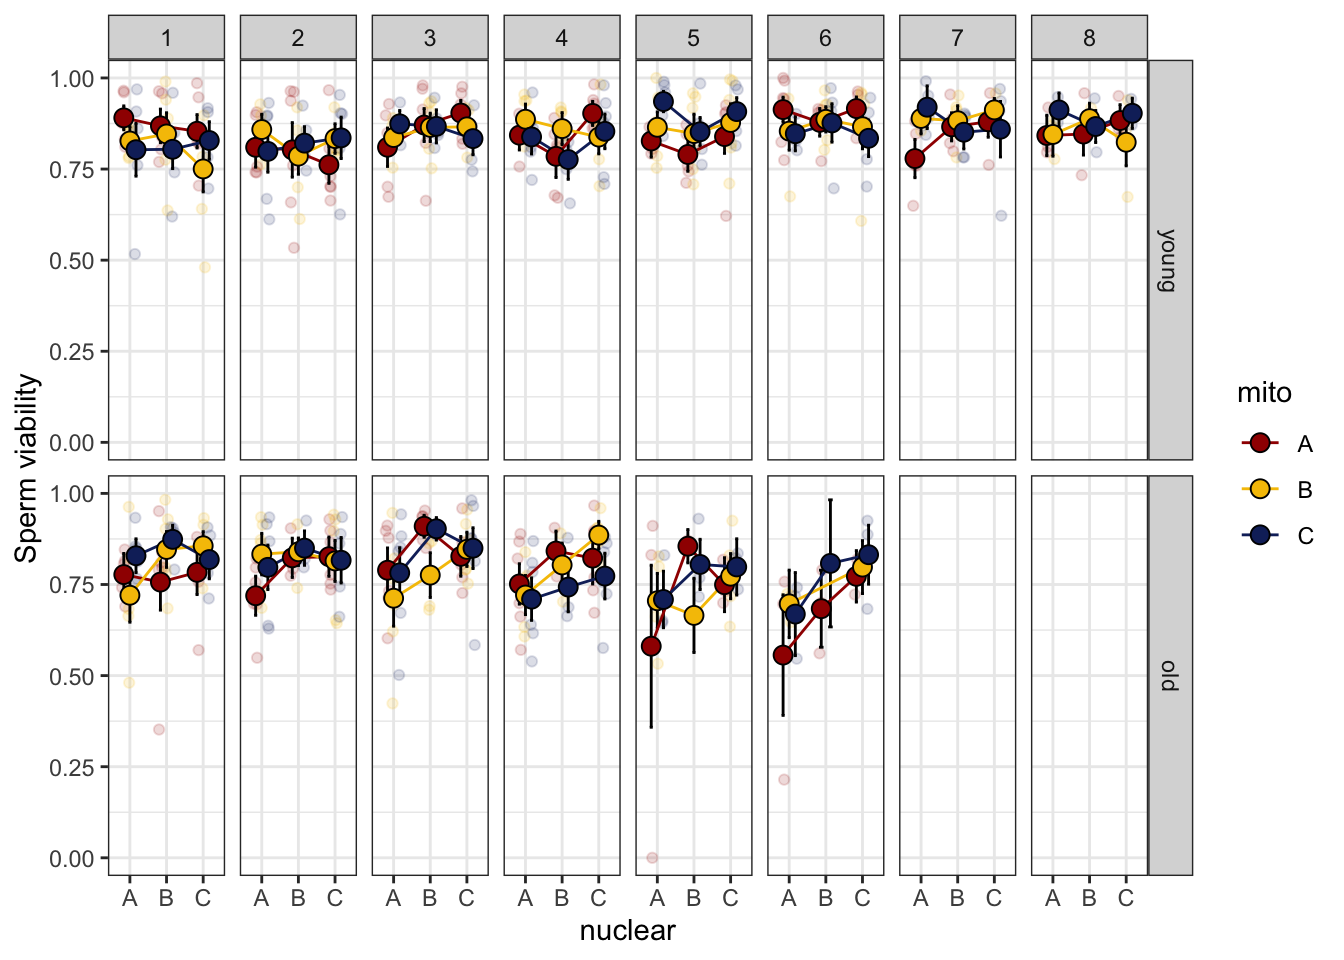 1 2 3 4 5 6 7 8
1.00
0.75
0.50
0.25
0.00
young
1.00
0.75
0.50
0.25
0.00
old
Sperm viability
A B C A B C A B C A B C A B C A B C A B C A B C
nuclear
mito
A
B
C